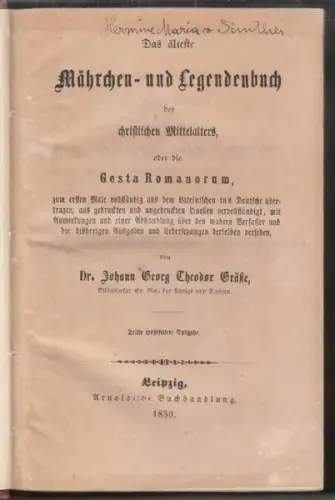 Hermine Maria v
Das älteste
Mährchen- und Legendenbuch
des
christlichen Mittelalters,
oder die
Gesta Romanorum,
zum ersten Male vollständig aus dem Lateinischen in's Deutsche über-
tragen, aus gedruckten und ungedruckten Quellen vervollständigt, mit
Anmerkungen und einer Abhandlung über den wahren Verfasser und
die bisherigen Ausgaben und Uebersetzungen derselben versehen,
von
Dr. Johann Georg Theodor Gräße,
Bibliothekar Sr. Maj. des Königs von Sachsen.
Dritte wohlfeilere Ausgabe.
Leipzig,
Arnoldische Buchhandlung.
1850.